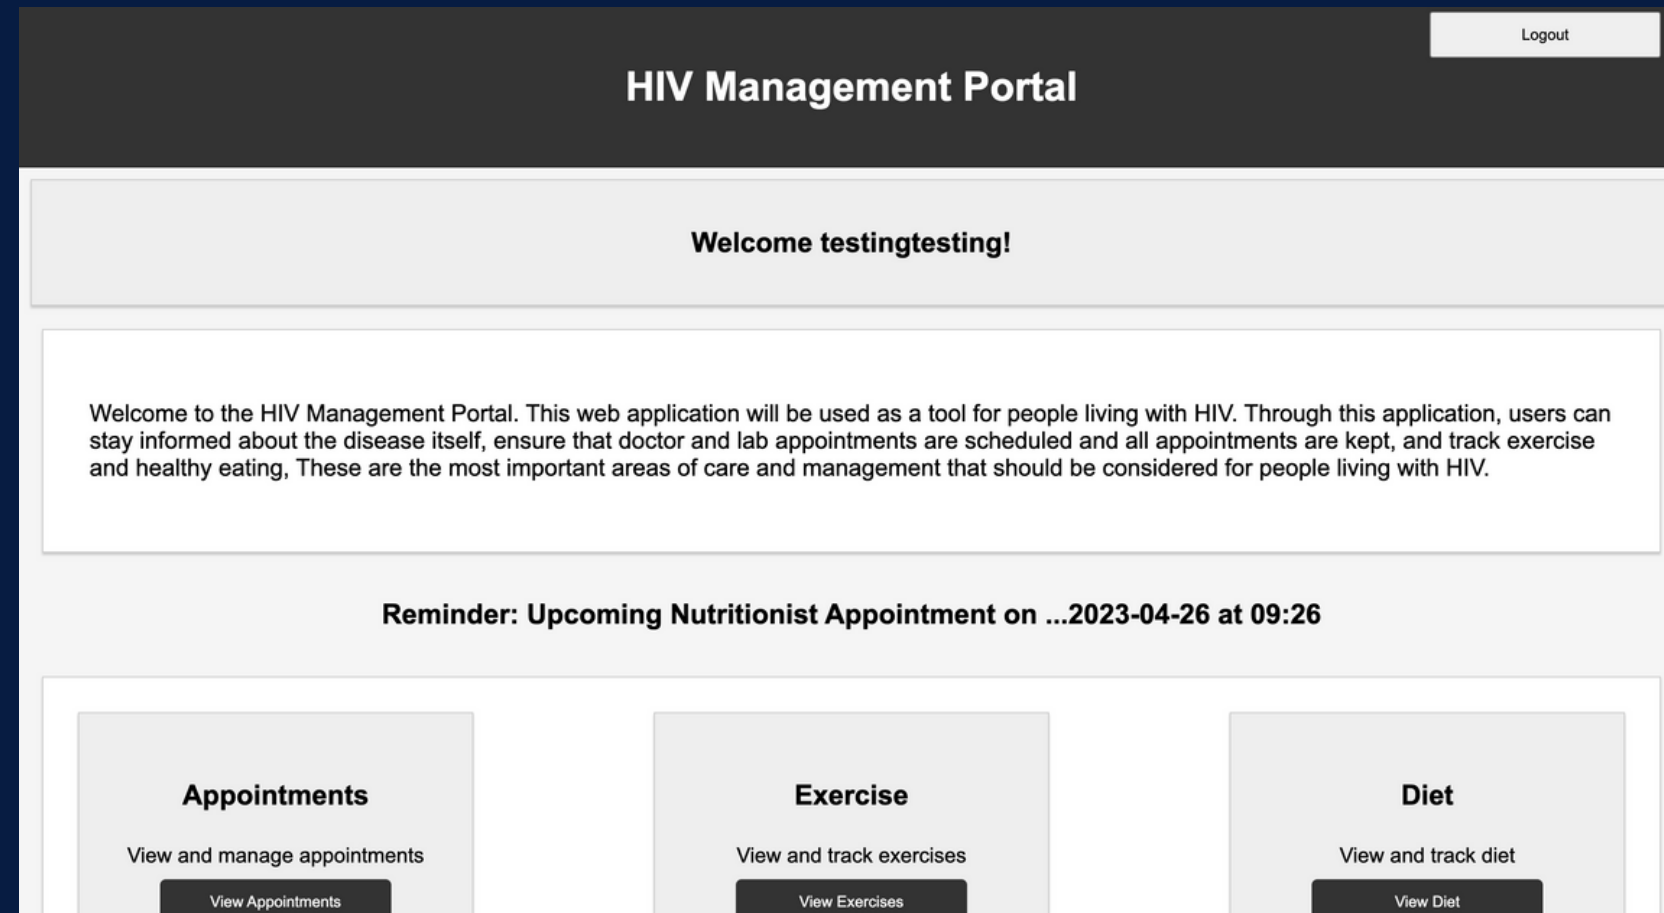 Logout
HIV Management Portal
Welcome testingtesting!
Welcome to the HIV Management Portal. This web application will be used as a tool for people living with HIV. Through this application, users can
stay informed about the disease itself, ensure that doctor and lab appointments are scheduled and all appointments are kept, and track exercise
and healthy eating, These are the most important areas of care and management that should be considered for people living with HIV.
Reminder: Upcoming Nutritionist Appointment on ...2023-04-26 at 09:26
Appointments
View and manage appointments
View Appointments
Exercise
View and track exercises
View Exercises
Diet
View and track diet
View Diet